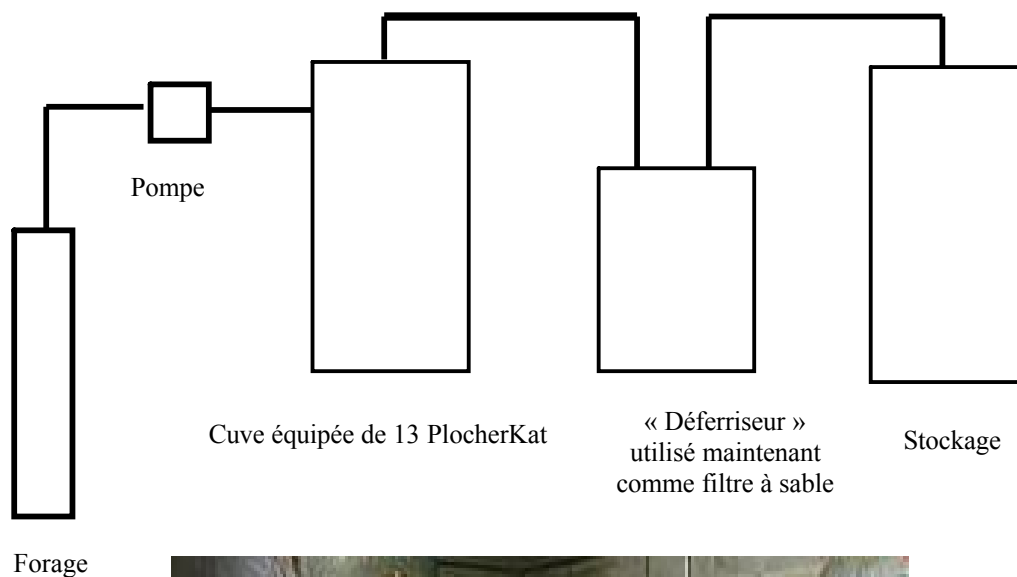 Pompe
Cuve équipée de 13 PlocherKat
« Déferriseur »
utilisé maintenant
comme filtre à sable
Stockage
Forage